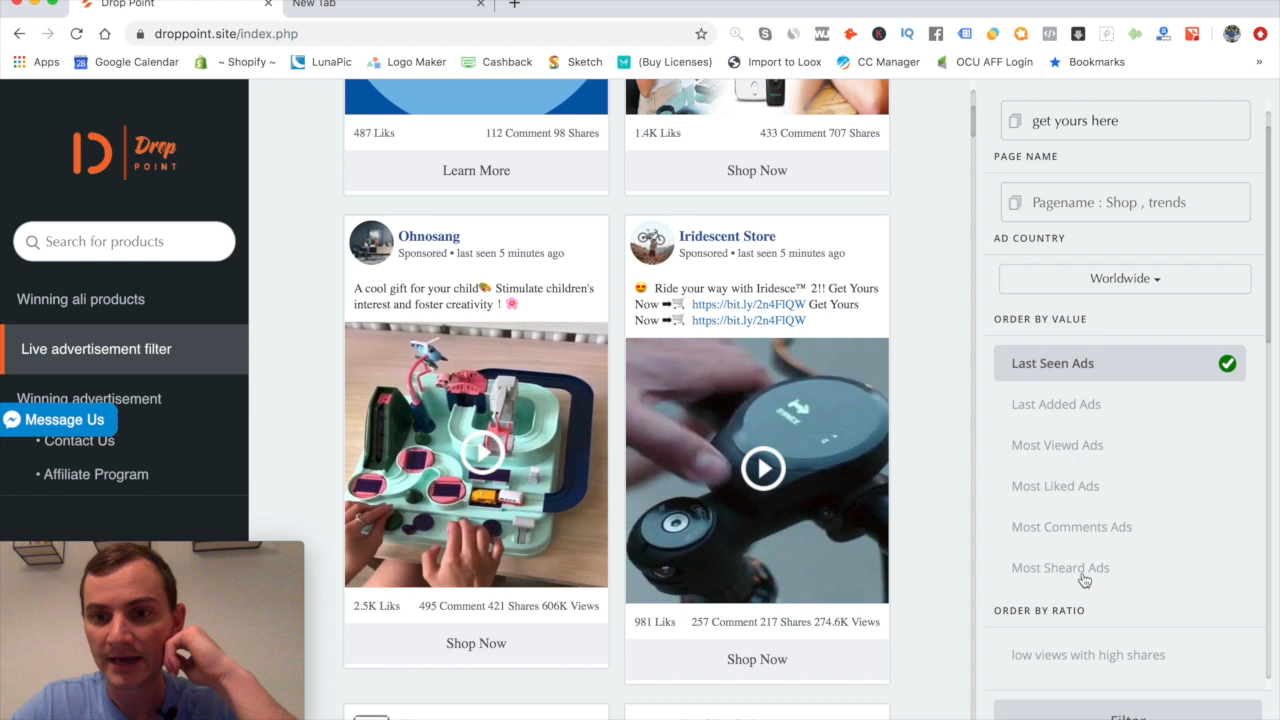 Drop Point
New Tab
droppoint.site/index.php
Apps Google Calendar ~ Shopify ~ LunaPic Logo Maker Cashback Sketch (Buy Licenses) Import to Loox CC Manager OCU AFF Login Bookmarks »
Drop
POINT
Search for products
Winning ali products
Live advertisement filter
Winning advertisement
Message Us
• Contact Us
• Affiliate Program
487 Liks 112 Comment 98 Shares
Learn More
1.4K Liks 433 Comment 707 Shares
Shop Now
Ohnosang
Sponsored • last seen 5 minutes ago
A cool gift for your child🎨 Stimulate children's
interest and foster creativity ! 🌸
2.5K Liks 495 Comment 421 Shares 606K Views
Shop Now
Iridescent Store
Sponsored • last seen 5 minutes ago
😍 Ride your way with Iridesce™ 2!! Get Yours
Now ➡🛒 https://bit.ly/2n4FlQW Get Yours
Now ➡🛒 https://bit.ly/2n4FlQW
981 Liks 257 Comment 217 Shares 274.6K Views
Shop Now
get yours here
PAGE NAME
Pagename : Shop , trends
AD COUNTRY
Worldwide
ORDER BY VALUE
Last Seen Ads
Last Added Ads
Most Viewd Ads
Most Liked Ads
Most Comments Ads
Most Sheard Ads
ORDER BY RATIO
low views with high shares
Filter